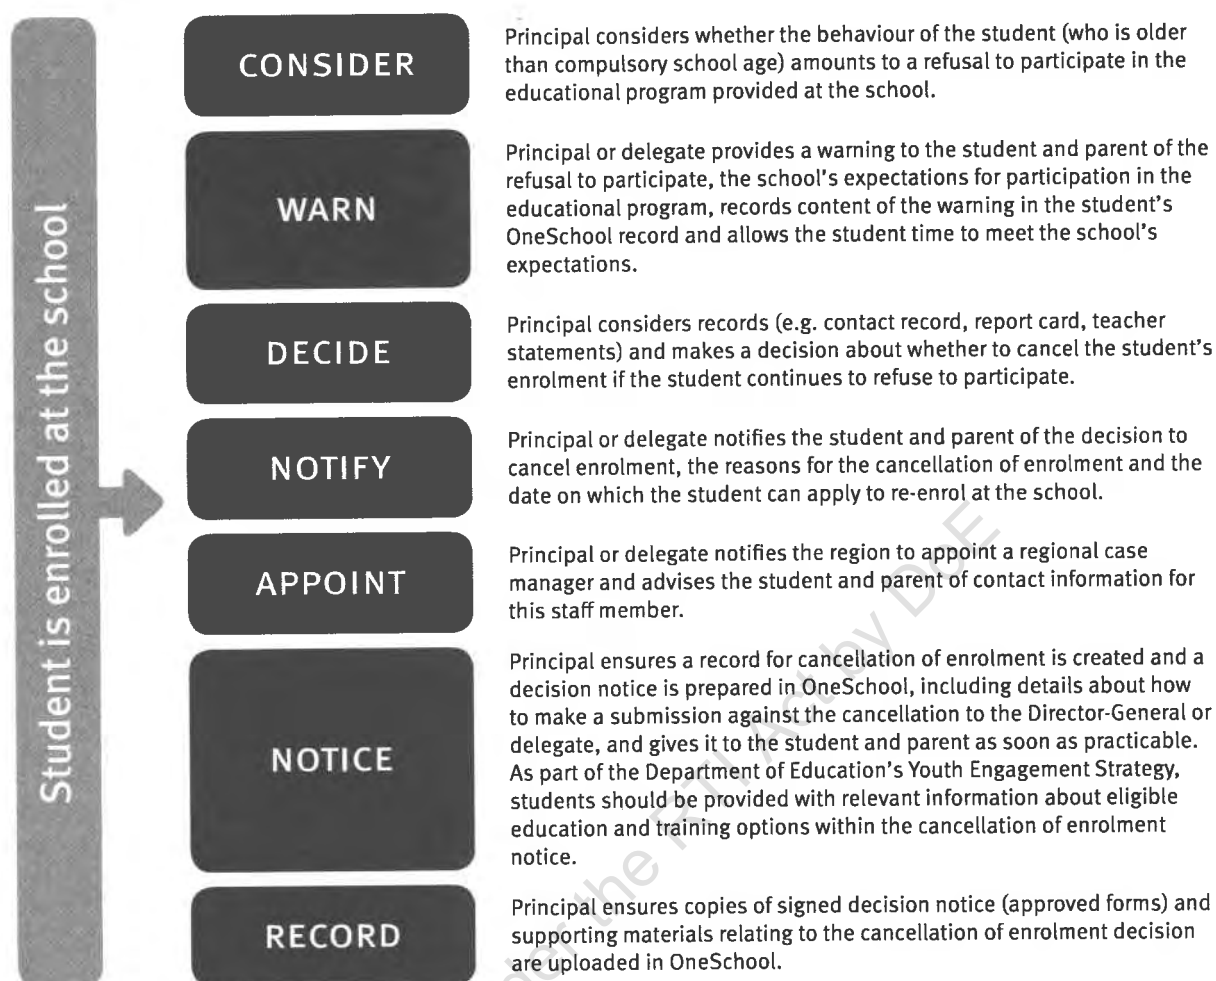 Student is enrolled at the school
CONSIDER
Principal considers whether the behaviour of the student (who is older
than compulsory school age) amounts to a refusal to participate in the
educational program provided at the school.
WARN
Principal or delegate provides a warning to the student and parent of the
refusal to participate, the school's expectations for participation in the
educational program, records content of the warning in the student's
OneSchool record and allows the student time to meet the school's
expectations.
DECIDE
Principal considers records (e.g. contact record, report card, teacher
statements) and makes a decision about whether to cancel the student's
enrolment if the student continues to refuse to participate.
NOTIFY
Principal or delegate notifies the student and parent of the decision to
cancel enrolment, the reasons for the cancellation of enrolment and the
date on which the student can apply to re-enrol at the school.
APPOINT
Principal or delegate notifies the region to appoint a regional case
manager and advises the student and parent of contact information for
this staff member.
NOTICE
Principal ensures a record for cancellation of enrolment is created and a
decision notice is prepared in OneSchool, including details about how
to make a submission against the cancellation to the Director-General or
delegate, and gives it to the student and parent as soon as practicable.
As part of the Department of Education's Youth Engagement Strategy,
students should be provided with relevant information about eligible
education and training options within the cancellation of enrolment
notice.
RECORD
Principal ensures copies of signed decision notice (approved forms) and
supporting materials relating to the cancellation of enrolment decision
are uploaded in OneSchool.
the RTI Act by DoE